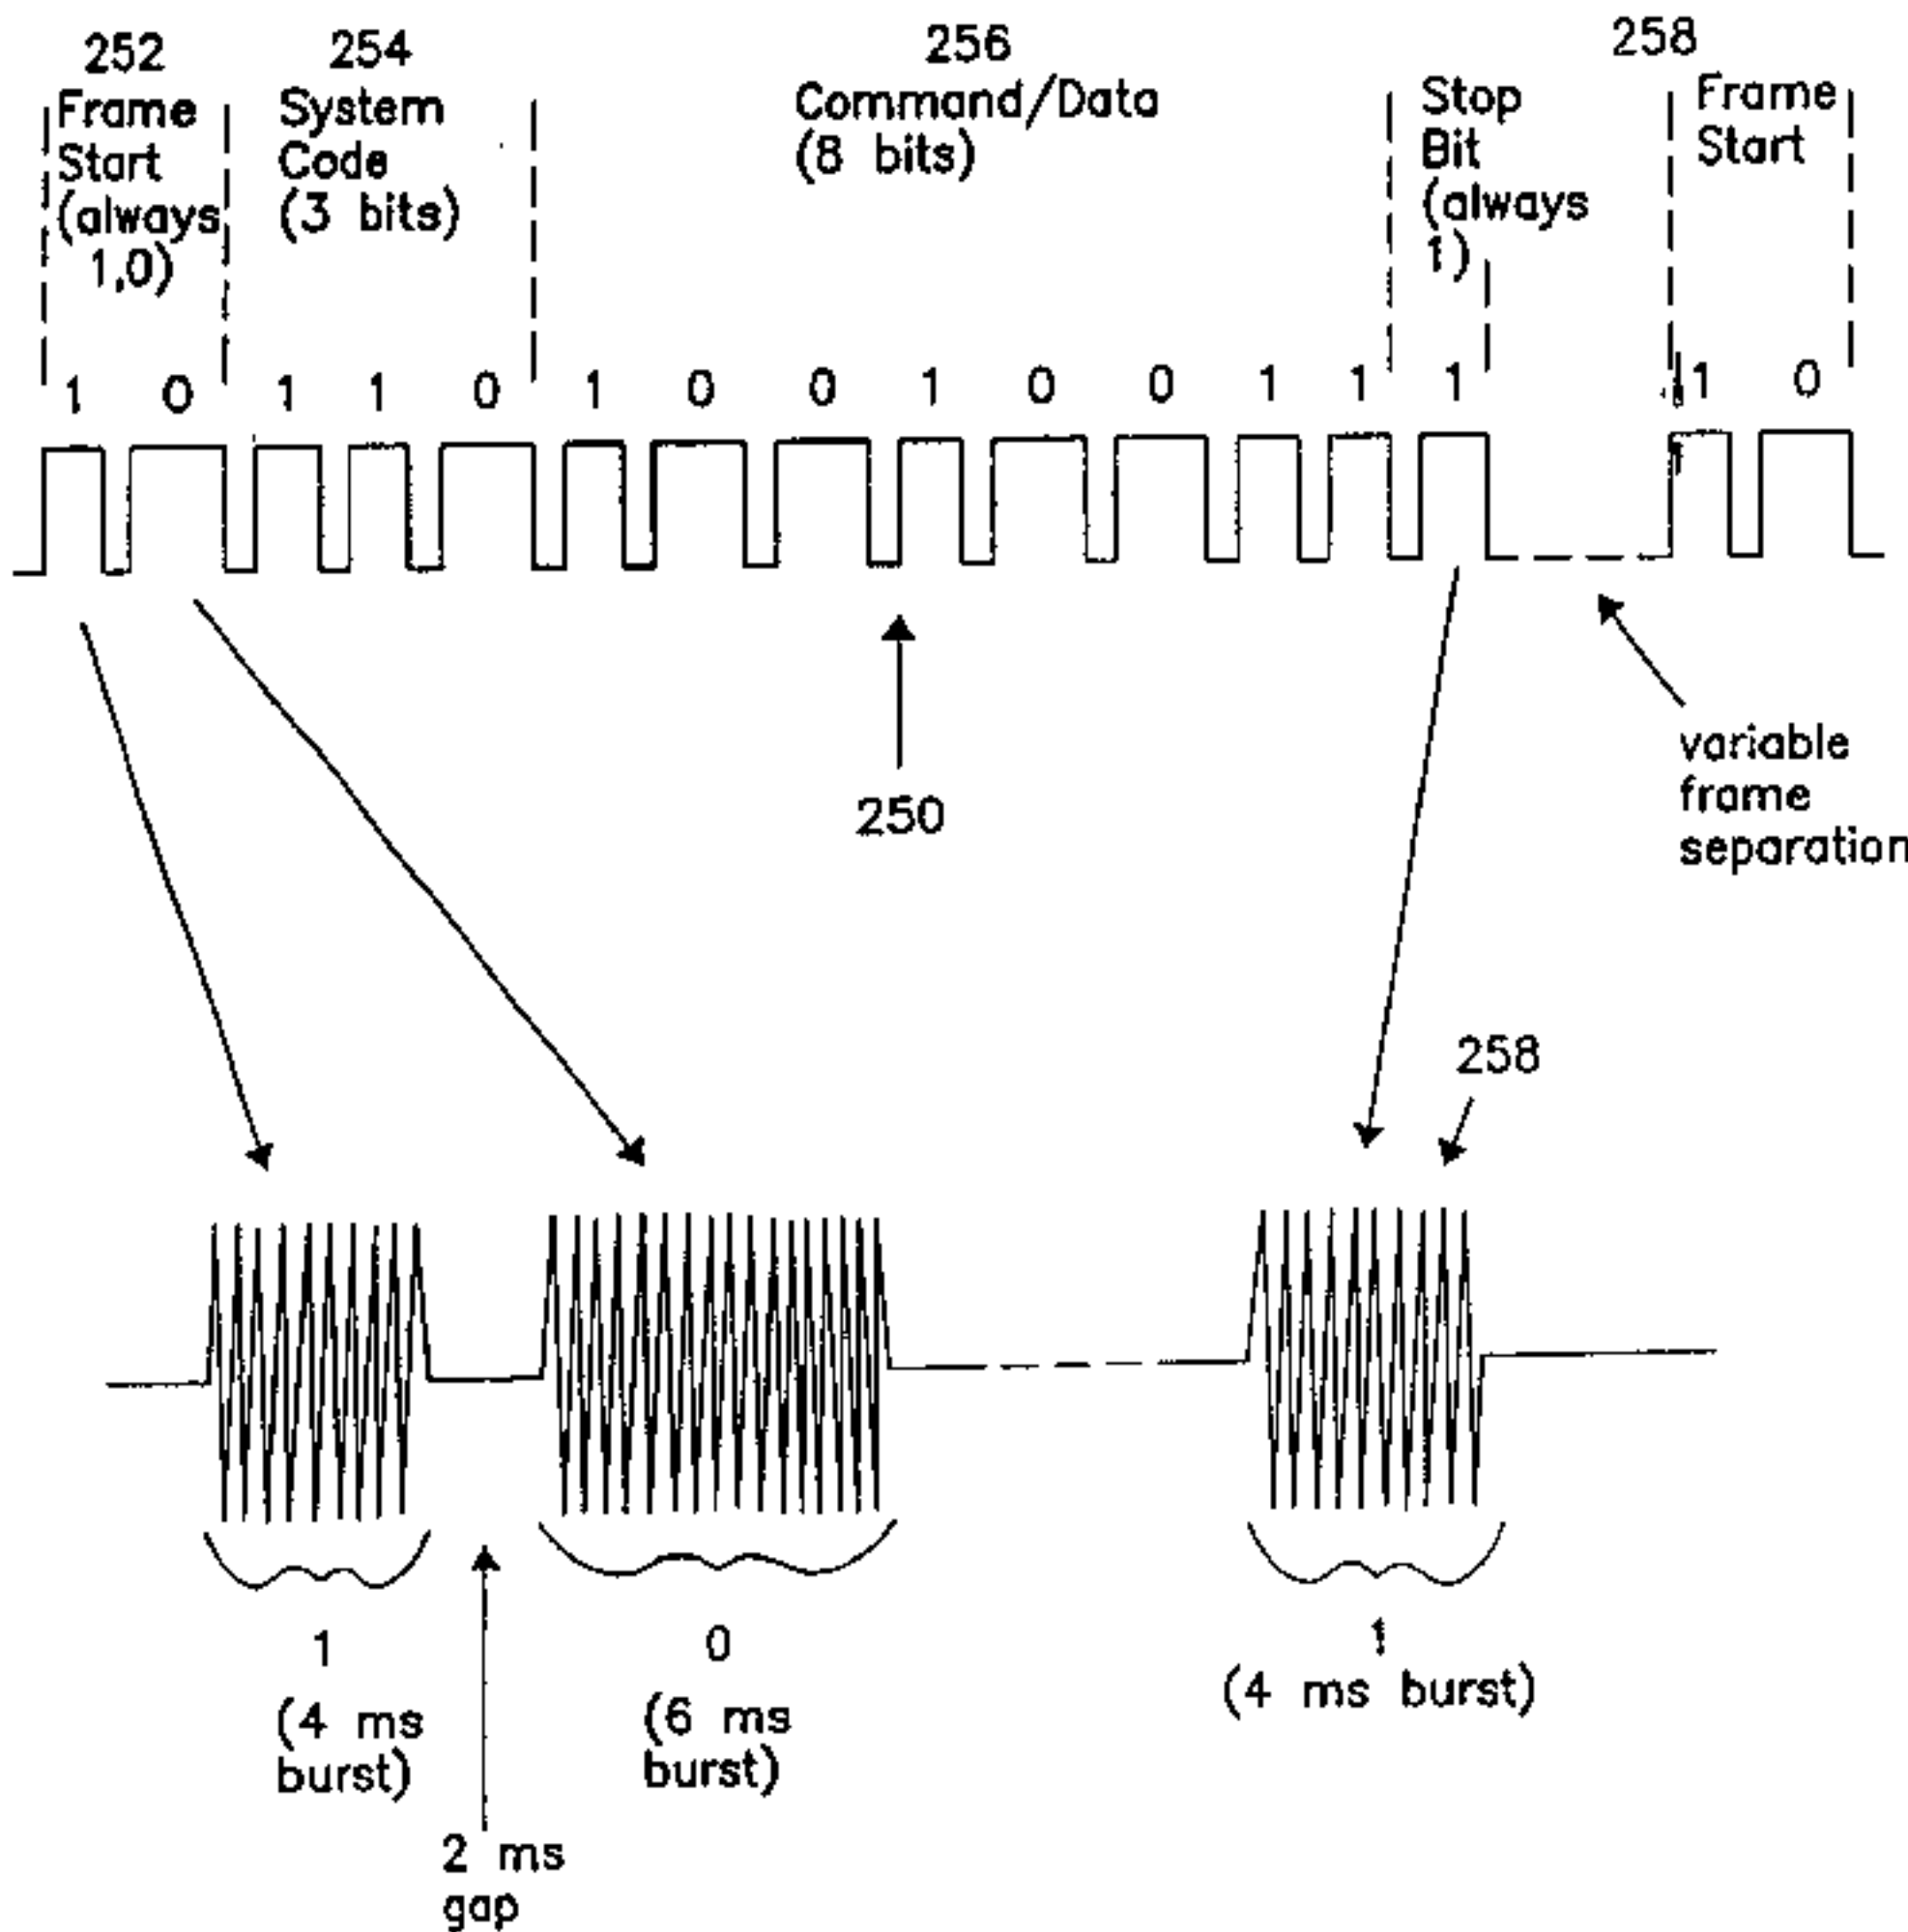 252
Frame
Start
(always
1,0)
254
System
Code
(3 bits)
256
Command/Data
(8 bits)
Stop
Bit
(always
1)
258
Frame
Start
1 0 1 1 0 1 0 0 1 0 0 1 1 1 1 0
250
variable
frame
separation
258
1
(4 ms
burst)
2 ms
gap
0
(6 ms
burst)
1
(4 ms burst)